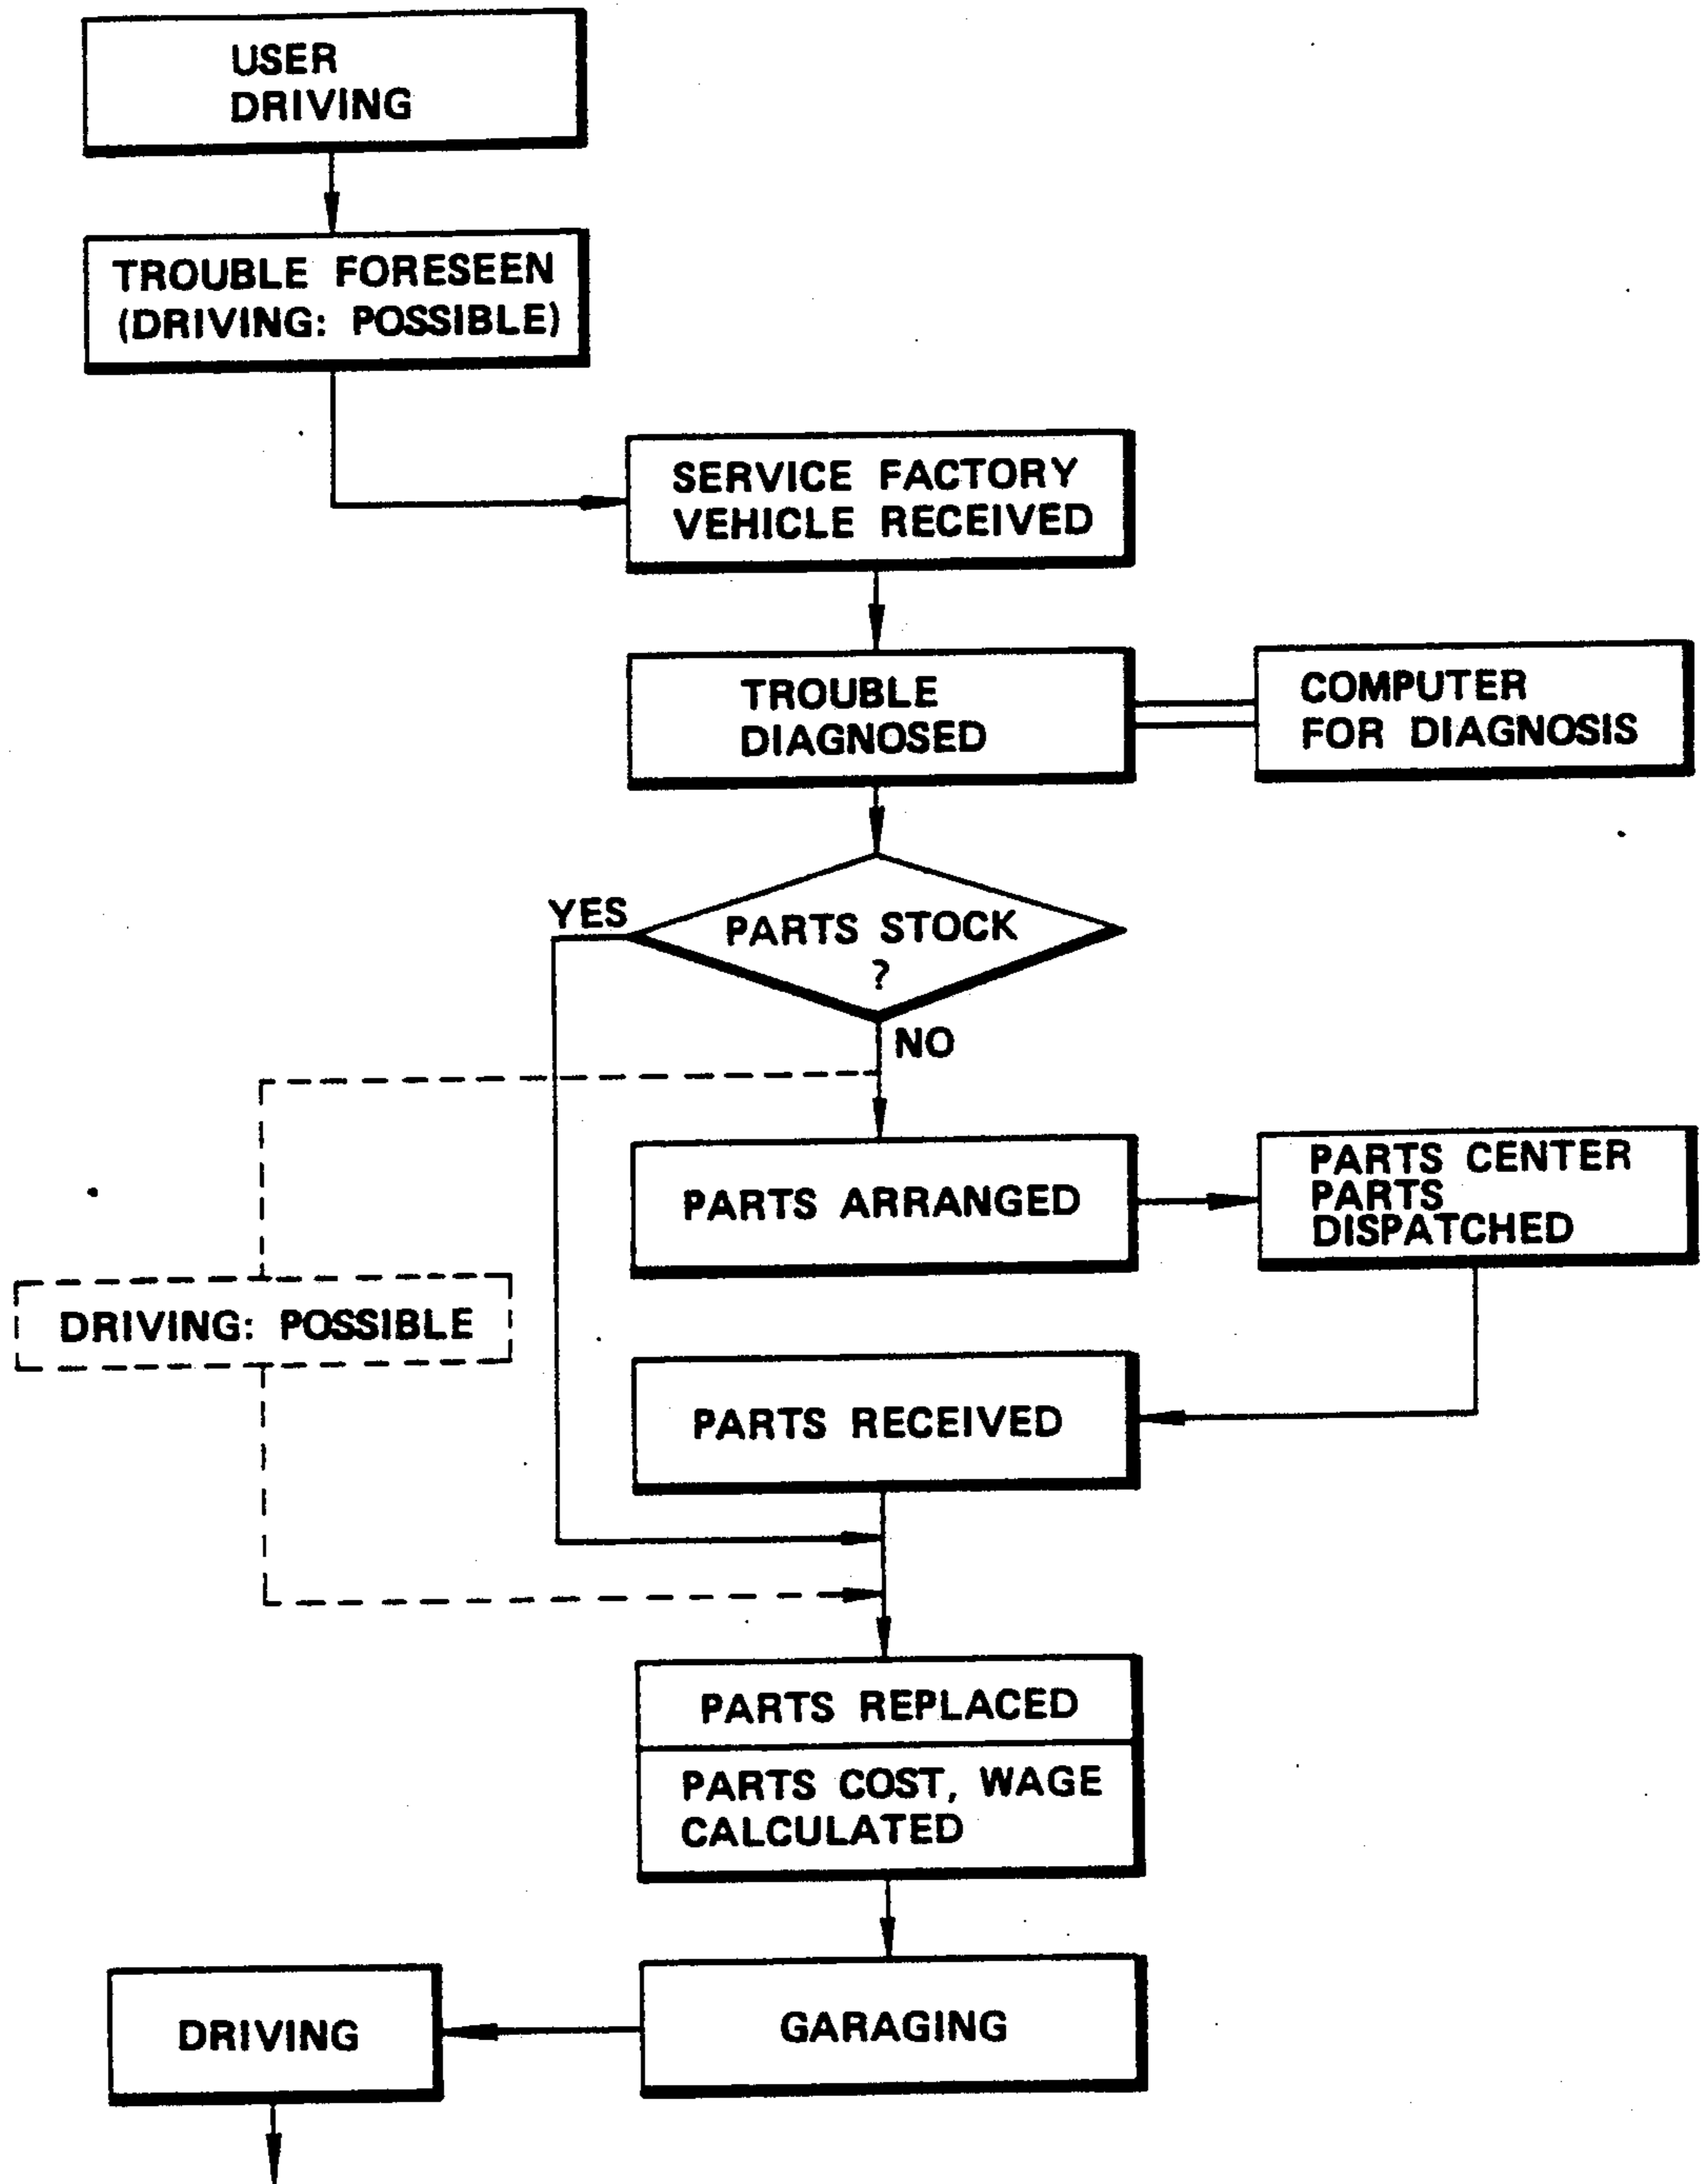 USER
DRIVING
TROUBLE FORESEEN
(DRIVING: POSSIBLE)
SERVICE FACTORY
VEHICLE RECEIVED
TROUBLE
DIAGNOSED
COMPUTER
FOR DIAGNOSIS
YES
PARTS STOCK
?
NO
PARTS ARRANGED
PARTS CENTER
PARTS
DISPATCHED
DRIVING: POSSIBLE
PARTS RECEIVED
PARTS REPLACED
PARTS COST, WAGE
CALCULATED
DRIVING
GARAGING